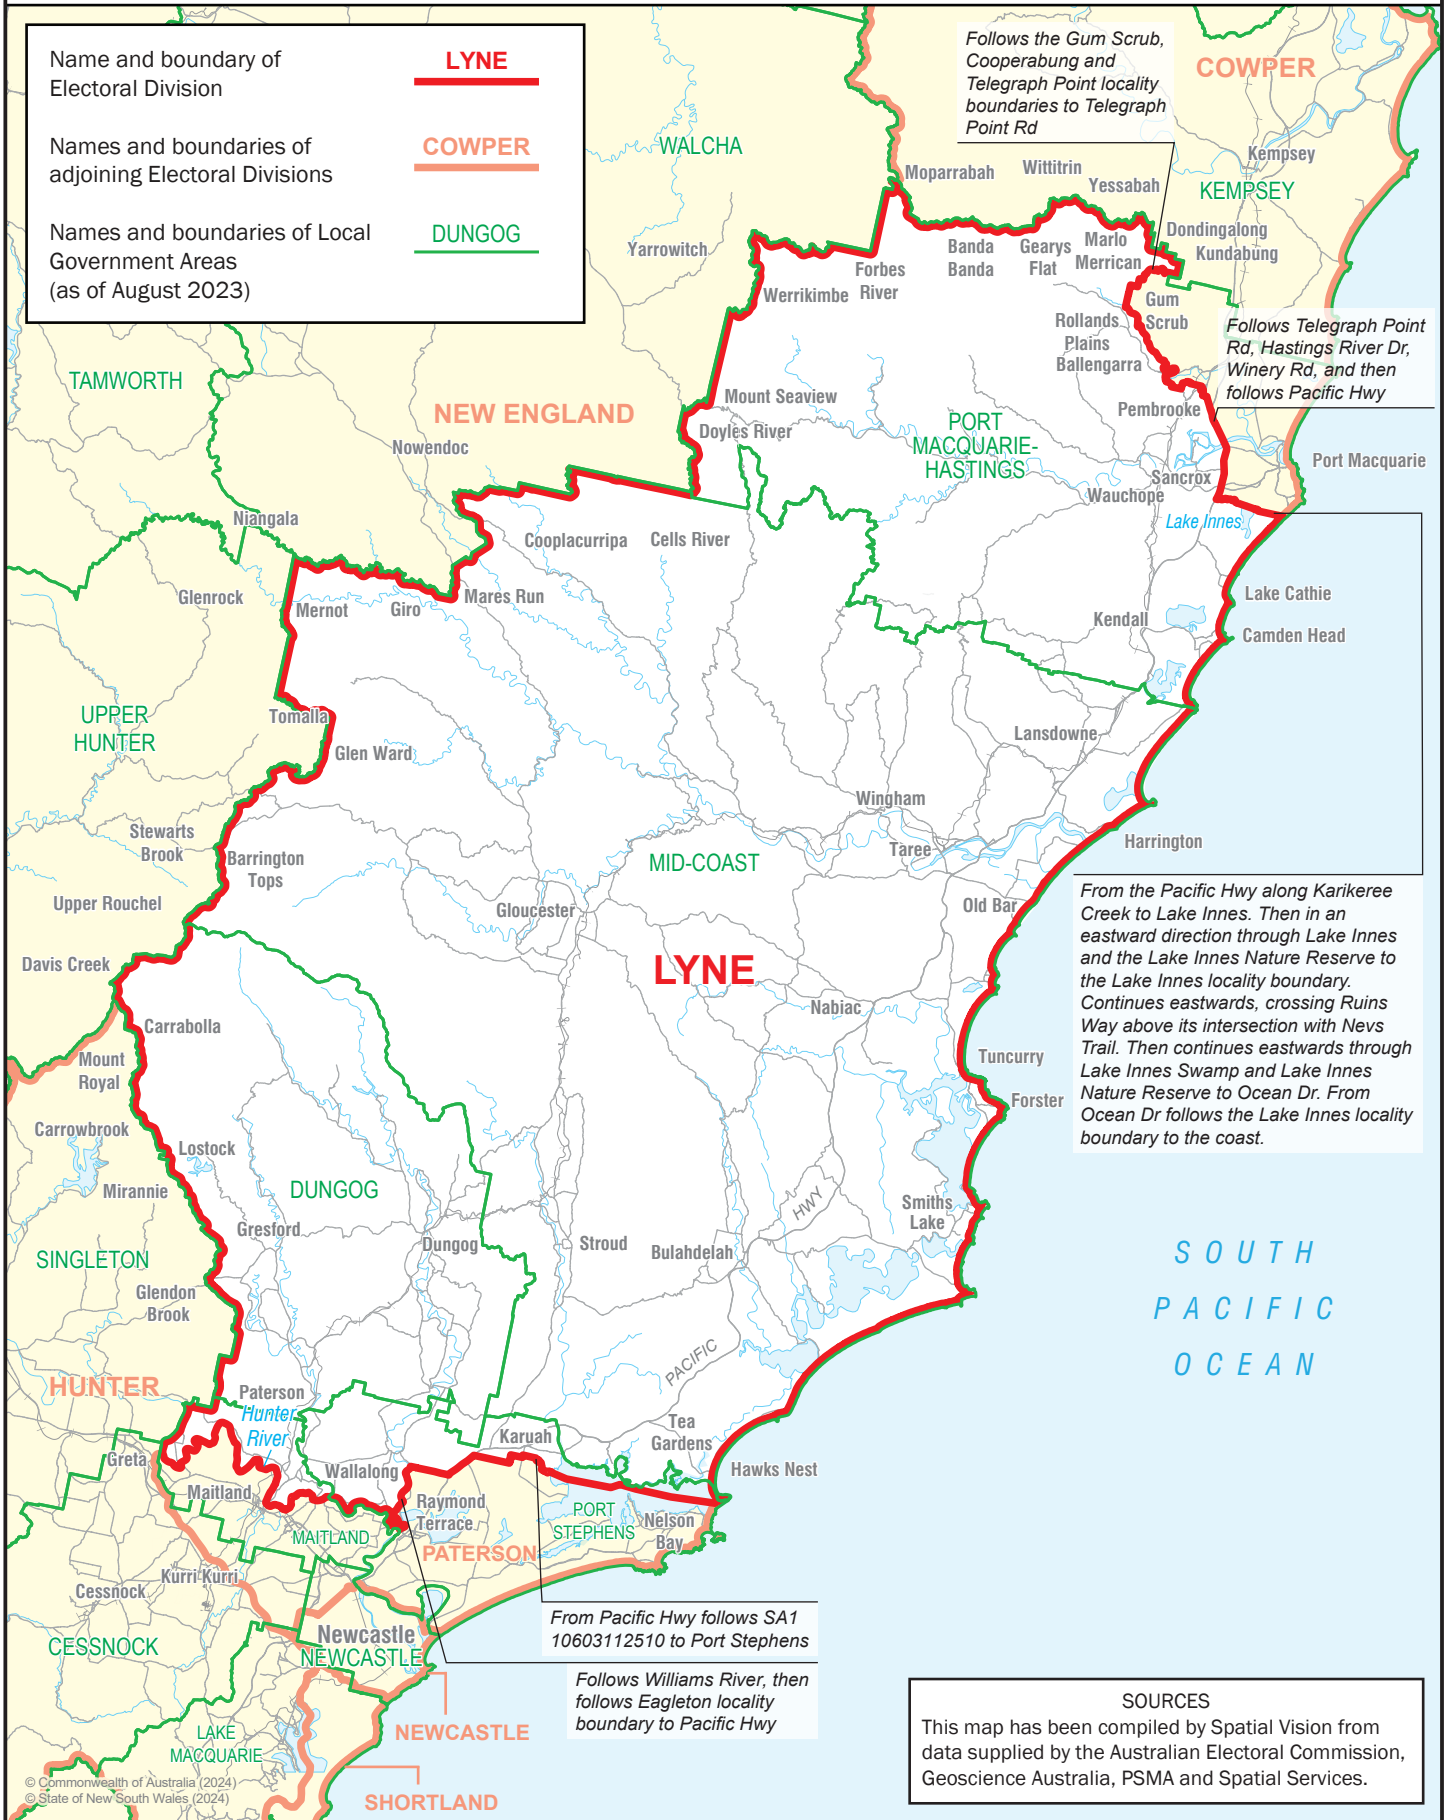 Name and boundary of
Electoral Division
LYNE
Names and boundaries of
adjoining Electoral Divisions
COWPER
Names and boundaries of Local
Government Areas
(as of August 2023)
DUNGOG
Follows the Gum Scrub,
Cooperabung and
Telegraph Point locality
boundaries to Telegraph
Point Rd
COWPER
WALCHA
Kempsey
KEMPSEY
Moparrabah
Wittitrin
Yessabah
Dondingalong
Kundabung
Yarrowitch
Banda
Banda
Gearys
Flat
Marlo
Merrican
Forbes
River
Werrikimbe
Gum
Scrub
Rollands
Plains
Ballengarra
Follows Telegraph Point
Rd, Hastings River Dr,
Winery Rd, and then
follows Pacific Hwy
TAMWORTH
NEW ENGLAND
Mount Seaview
Doyles River
Pembrooke
PORT
MACQUARIE-
HASTINGS
Nowendoc
Port Macquarie
Sancrox
Wauchope
Lake Innes
Niangala
Cooplacurripa
Cells River
Glenrock
Mernot
Giro
Mares Run
Lake Cathie
Kendall
Camden Head
UPPER
HUNTER
Tomalla
Glen Ward
Lansdowne
Wingham
Taree
Harrington
Stewarts
Brook
Barrington
Tops
MID-COAST
Upper Rouchel
Gloucester
Old Bar
From the Pacific Hwy along Karikeree
Creek to Lake Innes. Then in an
eastward direction through Lake Innes
and the Lake Innes Nature Reserve to
the Lake Innes locality boundary.
Continues eastwards, crossing Ruins
Way above its intersection with Nevs
Trail. Then continues eastwards through
Lake Innes Swamp and Lake Innes
Nature Reserve to Ocean Dr. From
Ocean Dr follows the Lake Innes locality
boundary to the coast.
Davis Creek
LYNE
Nabiac
Carrabolla
Mount
Royal
Tuncurry
Forster
Carrowbrook
Lostock
Mirannie
DUNGOG
Smiths
Lake
HWY
Gresford
Dungog
Stroud
Bulahdelah
SINGLETON
Glendon
Brook
SOUTH
PACIFIC
OCEAN
PACIFIC
HUNTER
Paterson
Hunter
River
Tea
Gardens
Karuah
Greta
Wallalong
Hawks Nest
Maitland
Raymond
Terrace
PORT
STEPHENS
Nelson
Bay
MAITLAND
PATERSON
Kurri Kurri
Cessnock
From Pacific Hwy follows SA1
10603112510 to Port Stephens
CESSNOCK
Newcastle
NEWCASTLE
Follows Williams River, then
follows Eagleton locality
boundary to Pacific Hwy
LAKE
MACQUARIE
NEWCASTLE
SHORTLAND
SOURCES
This map has been compiled by Spatial Vision from
data supplied by the Australian Electoral Commission,
Geoscience Australia, PSMA and Spatial Services.
© Commonwealth of Australia (2024)
© State of New South Wales (2024)